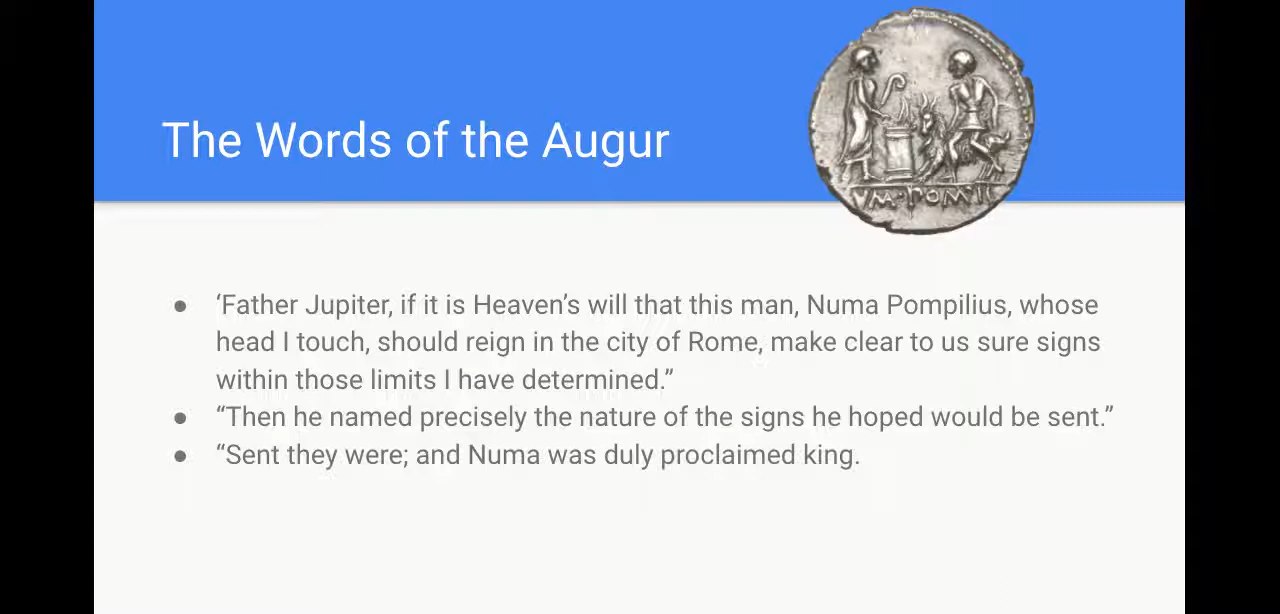 The Words of the Augur
VM·POMPIL
● ‘Father Jupiter, if it is Heaven’s will that this man, Numa Pompilius, whose
head I touch, should reign in the city of Rome, make clear to us sure signs
within those limits I have determined.”
● “Then he named precisely the nature of the signs he hoped would be sent.”
● “Sent they were; and Numa was duly proclaimed king.